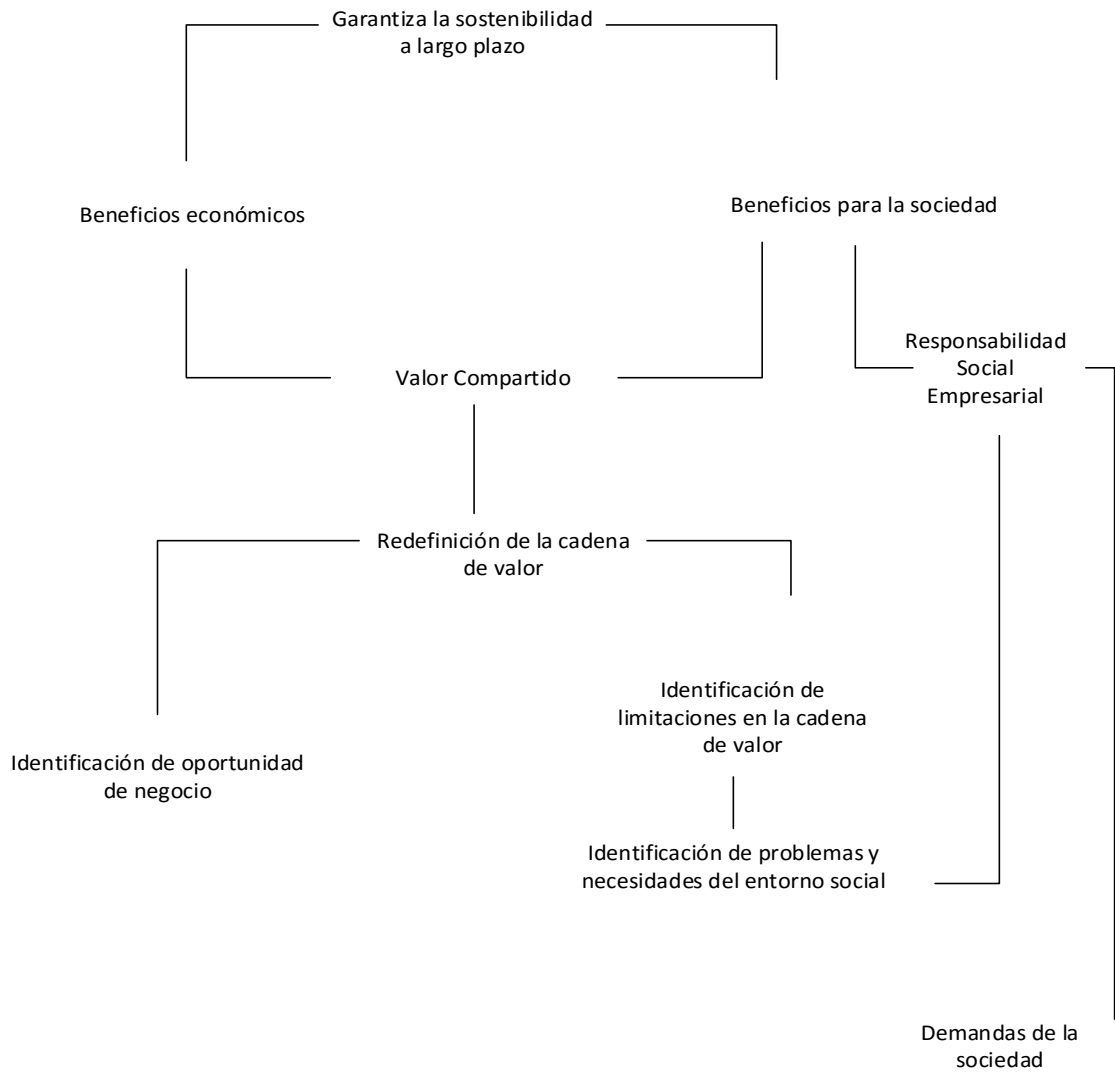 Garantiza la sostenibilidad
a largo plazo
Beneficios económicos
Beneficios para la sociedad
Responsabilidad
Social
Empresarial
Valor Compartido
Redefinición de la cadena
de valor
Identificación de
limitaciones en la cadena
de valor
Identificación de oportunidad
de negocio
Identificación de problemas y
necesidades del entorno social
Demandas de la
sociedad